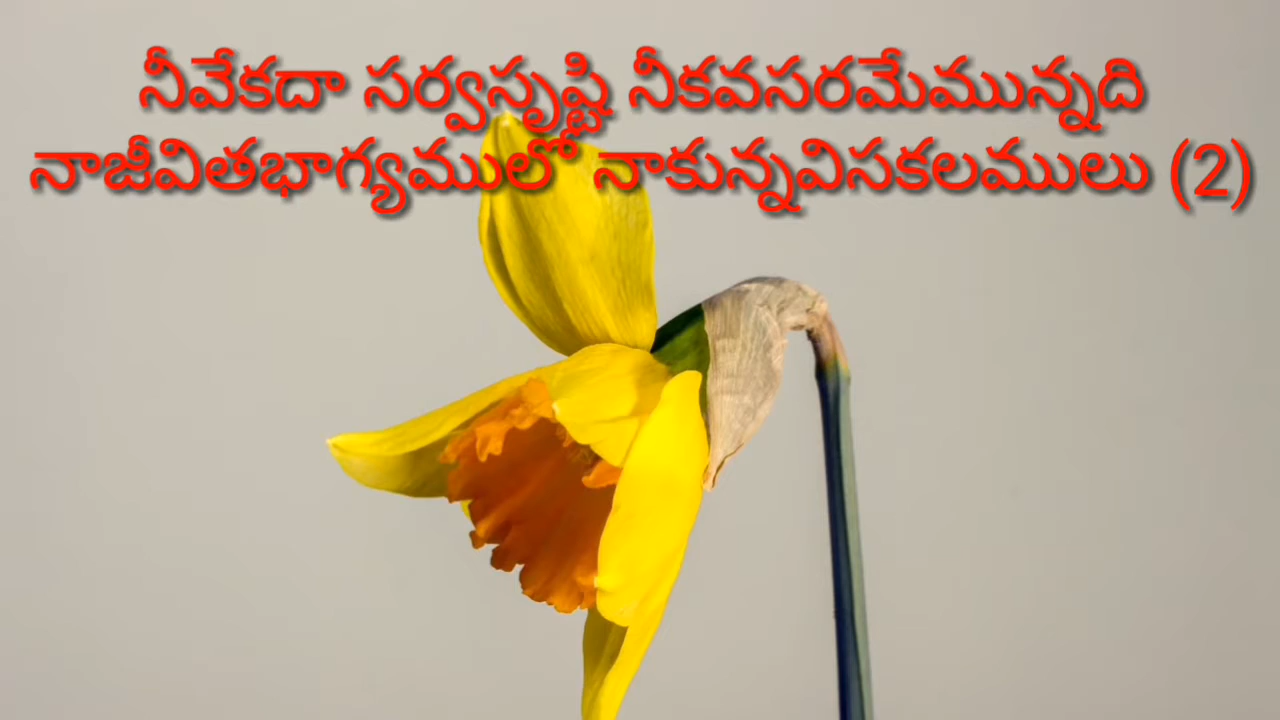 నీవేకదా సర్వసృష్టి నీకవసరమేమున్నది
నాజీవితభాగ్యములో నాకున్నవిసకలములు (2)